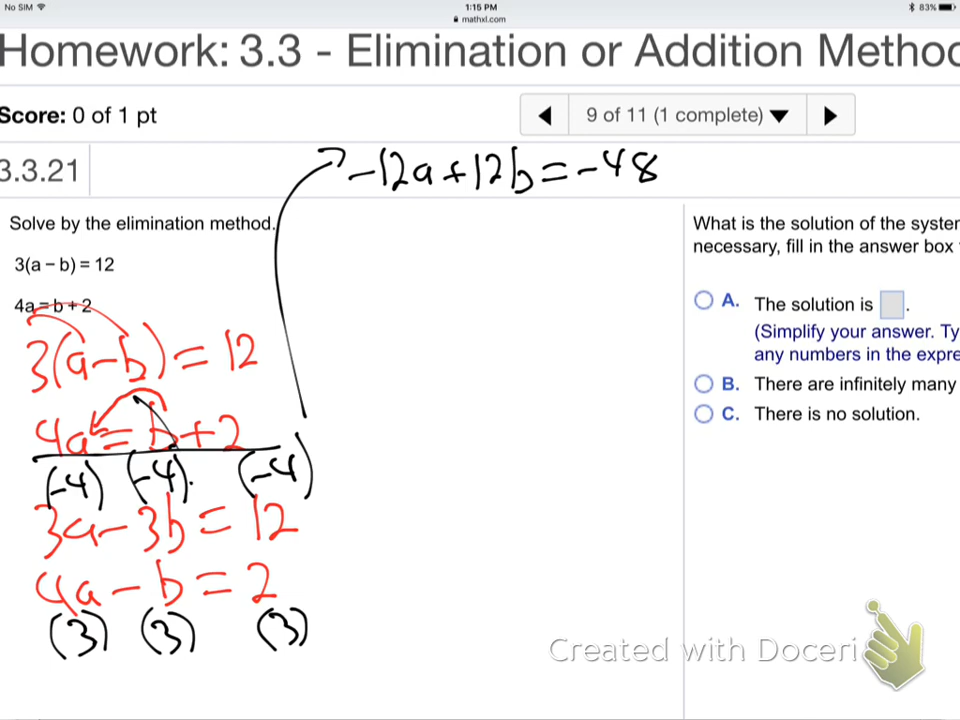 No SIM 1:15 PM 83%
mathxl.com
Homework: 3.3 - Elimination or Addition Metho
Score: 0 of 1 pt
9 of 11 (1 complete)
3.3.21
-12a+12b=-48
Solve by the elimination method.
3(a − b) = 12
4a = b + 2
3(a-b)=12
4a=b+2
(-4) (-4) (-4)
3a-3b=12
4a-b=2
(3) (3) (3)
What is the solution of the syster
necessary, fill in the answer box
A. The solution is .
(Simplify your answer. Ty
any numbers in the expre
B. There are infinitely many
C. There is no solution.
Created with Doceri